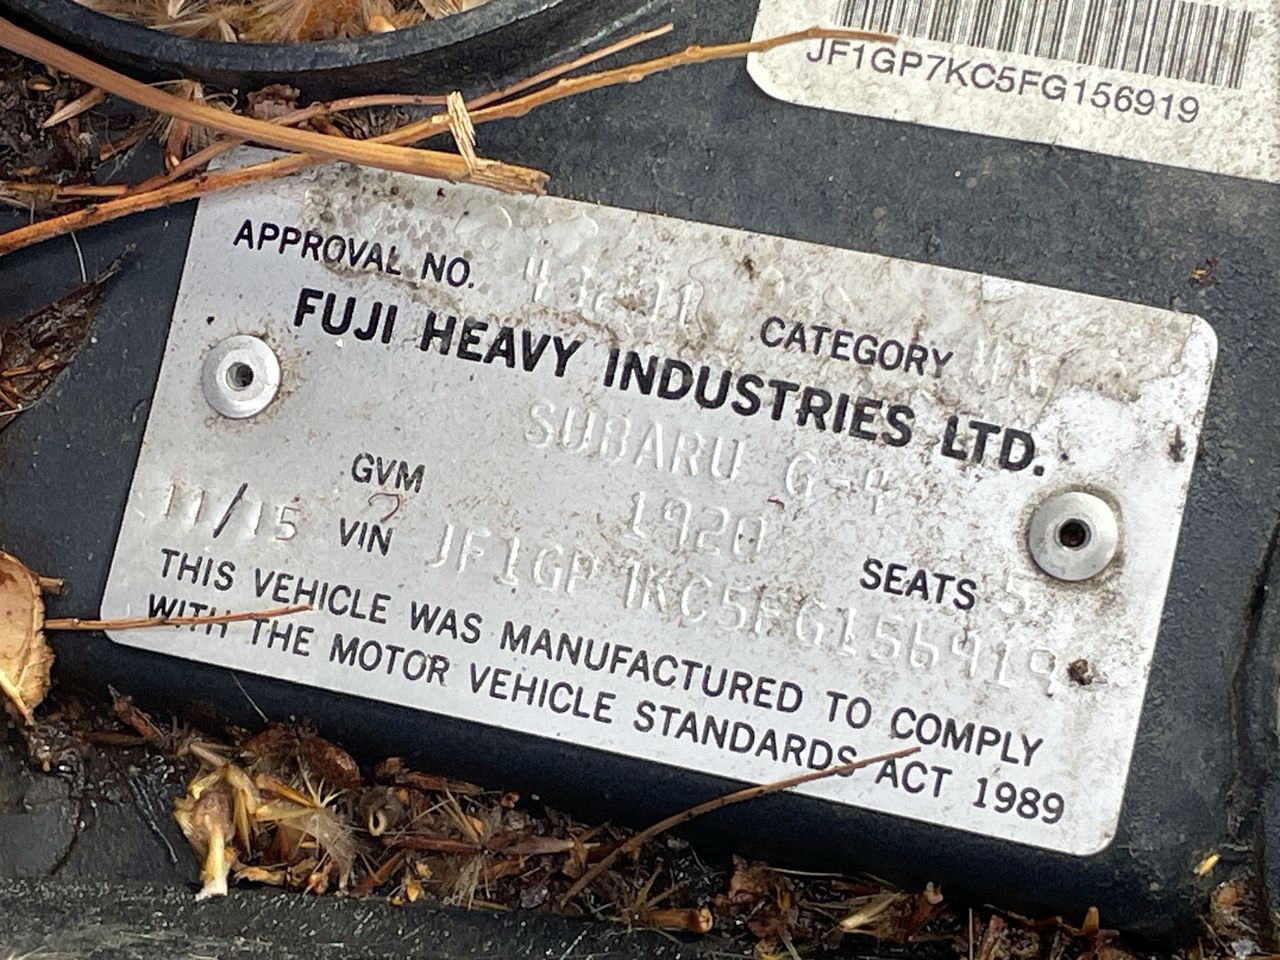 JF1GP7KC5FG156919
APPROVAL NO. CATEGORY
FUJI HEAVY INDUSTRIES LTD.
SUBARU G-4
GVM 1920 SEATS 5
11/15 VIN JF1GP7KC5FG156919
THIS VEHICLE WAS MANUFACTURED TO COMPLY
WITH THE MOTOR VEHICLE STANDARDS ACT 1989